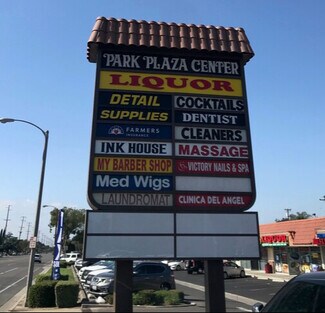 PARK PLAZA CENTER
LIQUOR
DETAIL SUPPLIES
COCKTAILS
DENTIST
FARMERS INSURANCE
CLEANERS
INK HOUSE
MASSAGE
MY BARBER SHOP
VICTORY NAILS & SPA
Med Wigs
LAUNDROMAT
CLINICA DEL ANGEL